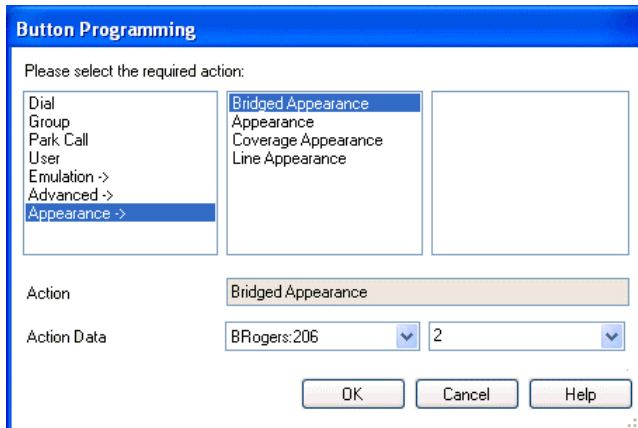 Button Programming
Please select the required action:
Dial
Group
Park Call
User
Emulation ->
Advanced ->
Appearance ->
Bridged Appearance
Appearance
Coverage Appearance
Line Appearance
Action
Bridged Appearance
Action Data
BRogers:206
2
OK
Cancel
Help